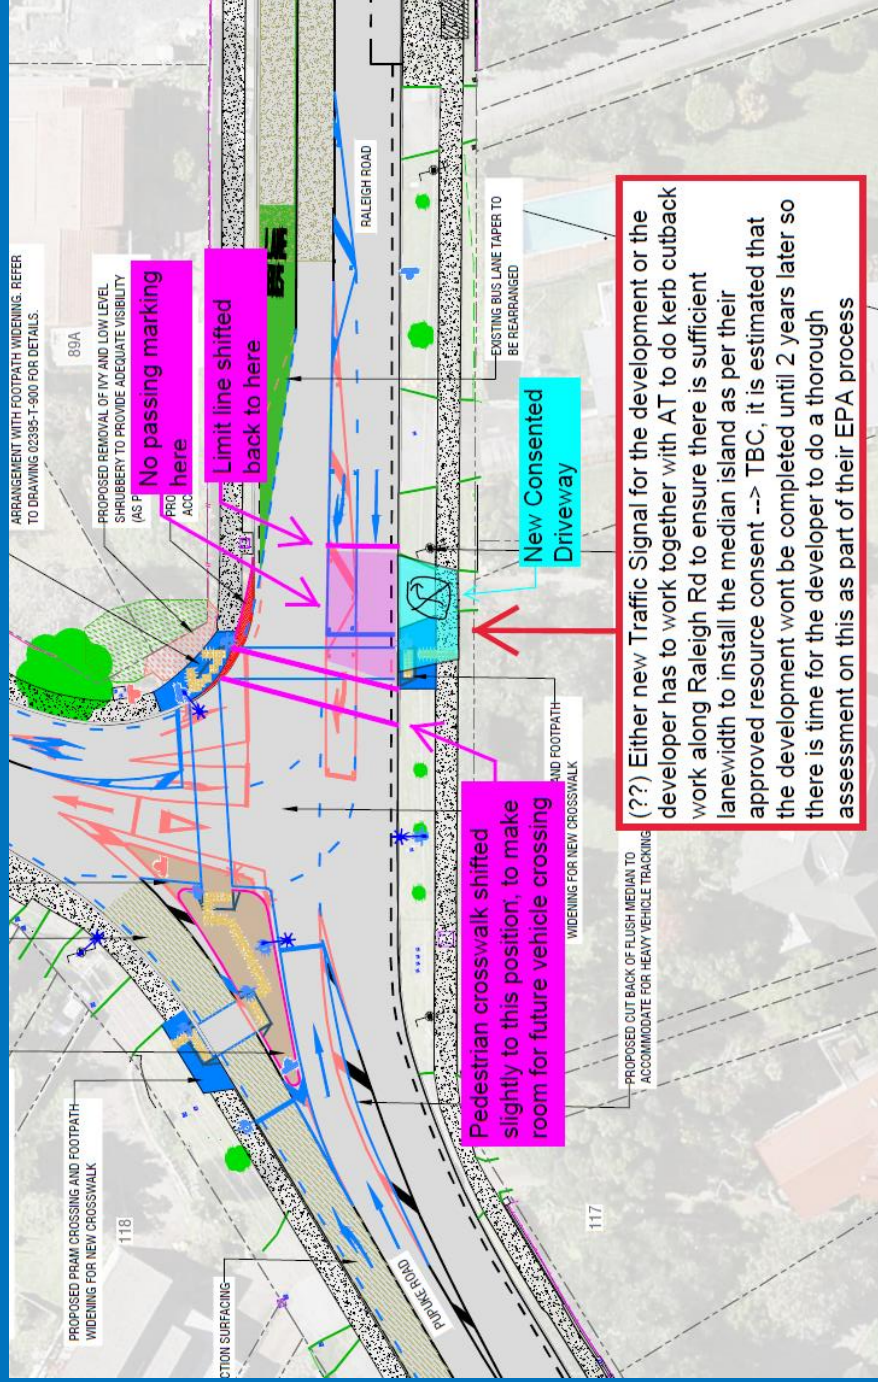 ARRANGEMENT WITH FOOTPATH WIDENING. REFER
TO DRAWING 02395-T-900 FOR DETAILS.
89A
PROPOSED REMOVAL OF IVY AND LOW LEVEL
SHRUBBERY TO PROVIDE ADEQUATE VISIBILITY
(AS P
PRO
ACC
No passing marking
here
Limit line shifted
back to here
RALEIGH ROAD
EXISTING BUS LANE TAPER TO
BE REARRANGED
New Consented
Driveway
PROPOSED PRAM CROSSING AND FOOTPATH
WIDENING FOR NEW CROSSWALK
118
CTION SURFACING
PUPUKE ROAD
Pedestrian crosswalk shifted
slightly to this position, to make
room for future vehicle crossing
AND FOOTPATH
WIDENING FOR NEW CROSSWALK
PROPOSED CUT BACK OF FLUSH MEDIAN TO
ACCOMMODATE FOR HEAVY VEHICLE TRACKING
117
(??) Either new Traffic Signal for the development or the
developer has to work together with AT to do kerb cutback
work along Raleigh Rd to ensure there is sufficient
lanewidth to install the median island as per their
approved resource consent --> TBC, it is estimated that
the development wont be completed until 2 years later so
there is time for the developer to do a thorough
assessment on this as part of their EPA process